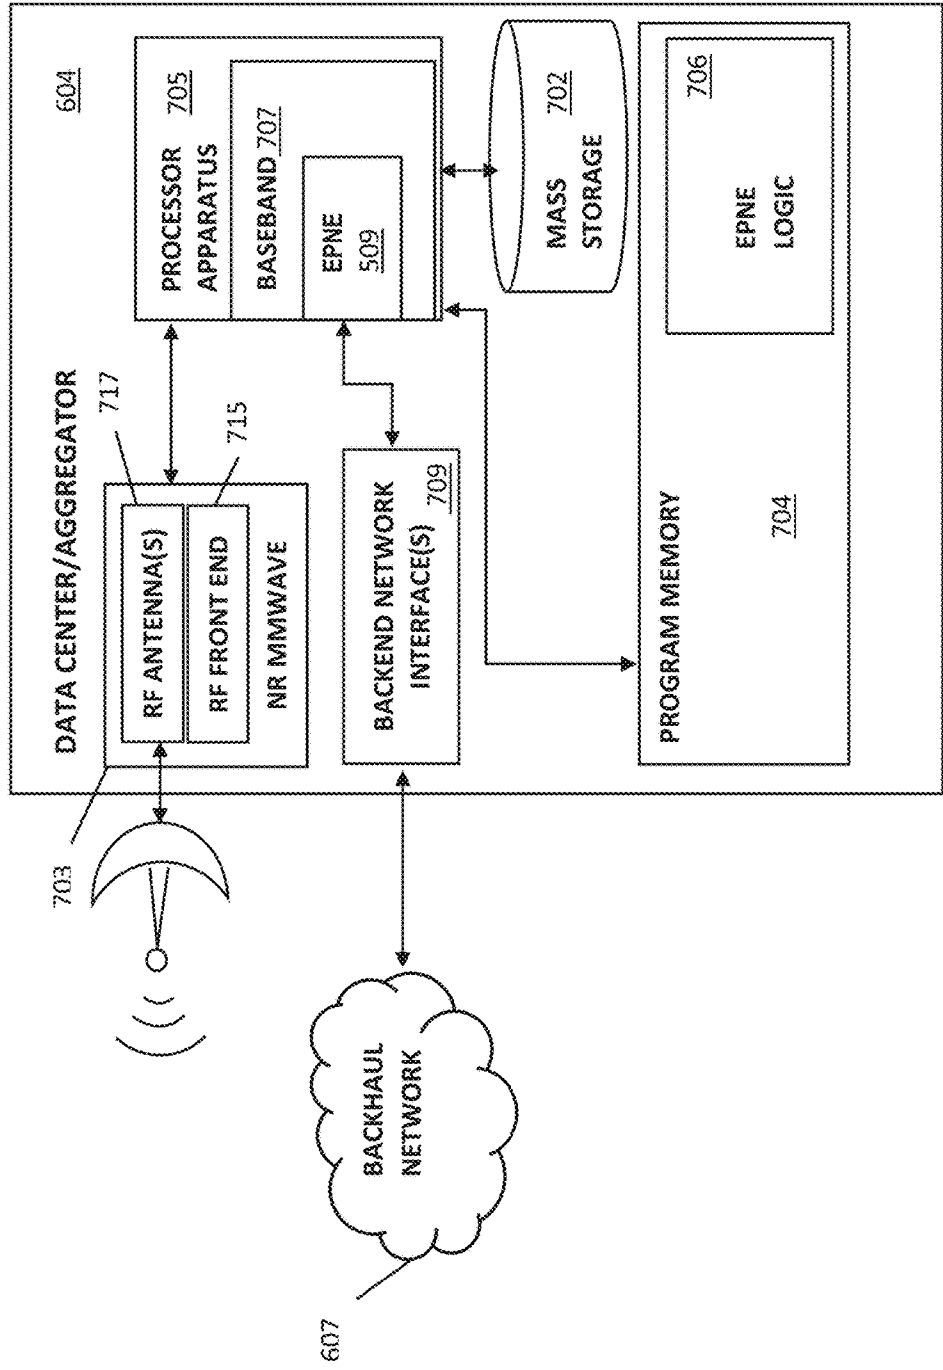 DATA CENTER/AGGREGATOR
604
703
717
RF ANTENNA(S)
715
RF FRONT END
NR MMWAVE
PROCESSOR
APPARATUS
705
BASEBAND 707
EPNE
509
607
BACKHAUL
NETWORK
BACKEND NETWORK
INTERFACE(S)
709
MASS
STORAGE
702
PROGRAM MEMORY
704
EPNE
LOGIC
706